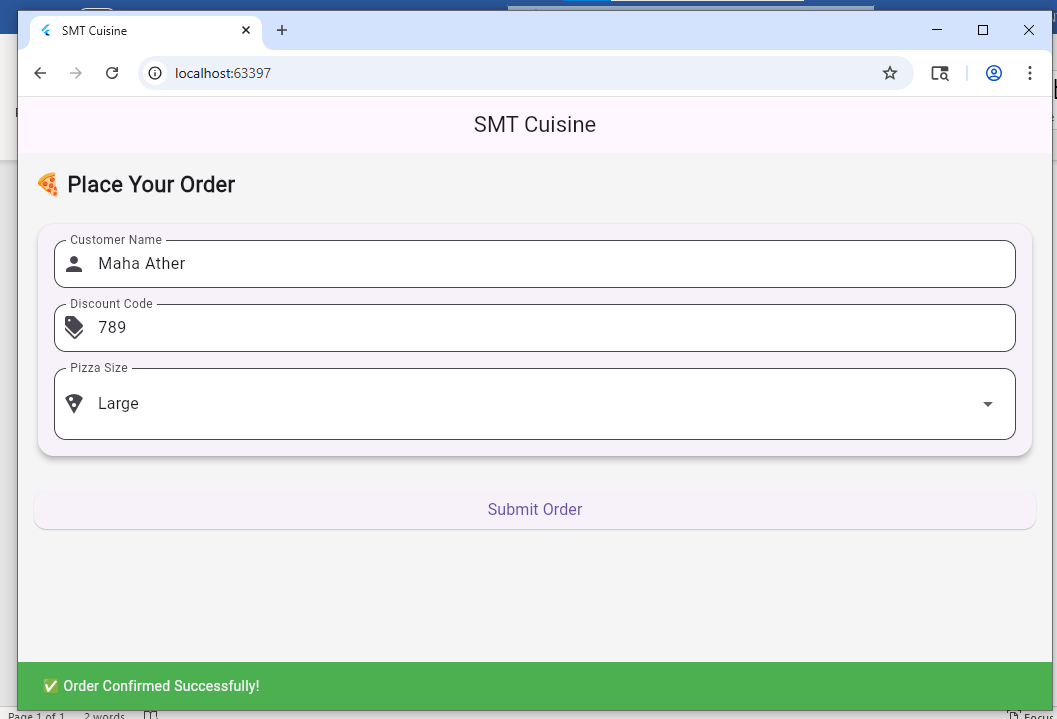 SMT Cuisine
localhost:63397
SMT Cuisine
🍕 Place Your Order
Customer Name
Maha Ather
Discount Code
789
Pizza Size
Large
Submit Order
✅ Order Confirmed Successfully!
Page 1 of 1 2 words
Focus